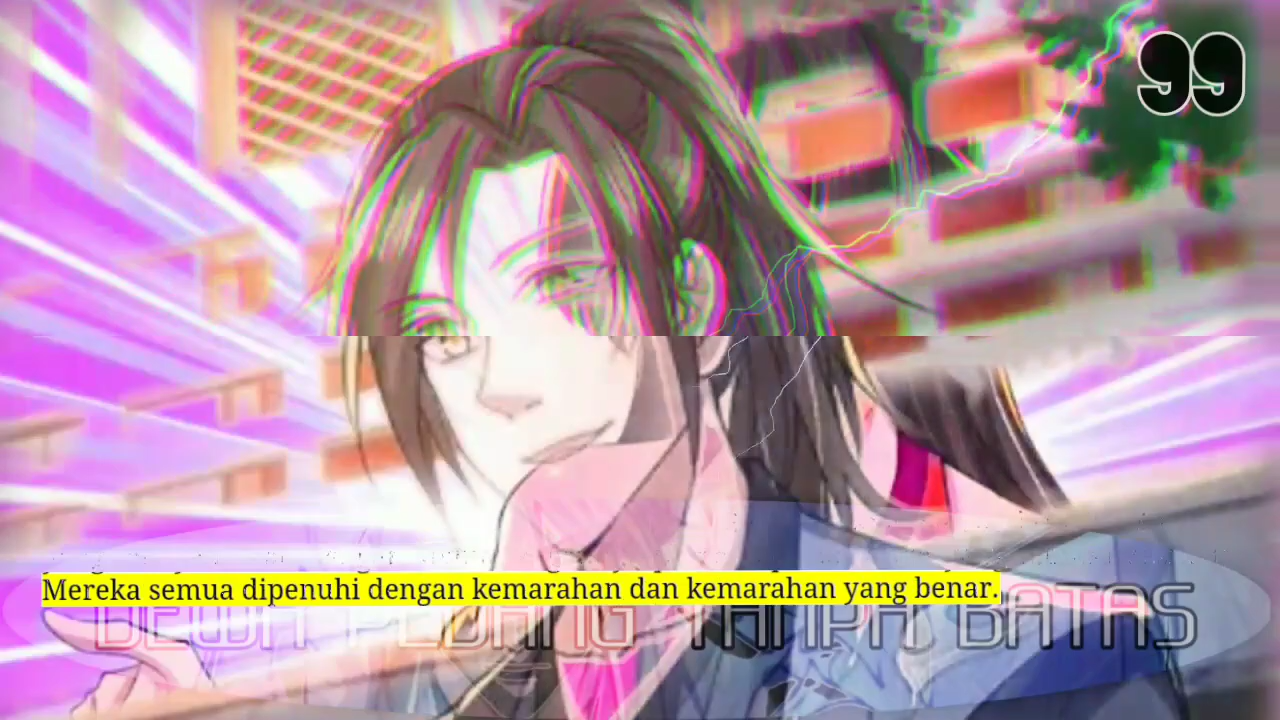 99
Mereka semua dipenuhi dengan kemarahan dan kemarahan yang benar.
DEWA PEDANG TANPA BATAS